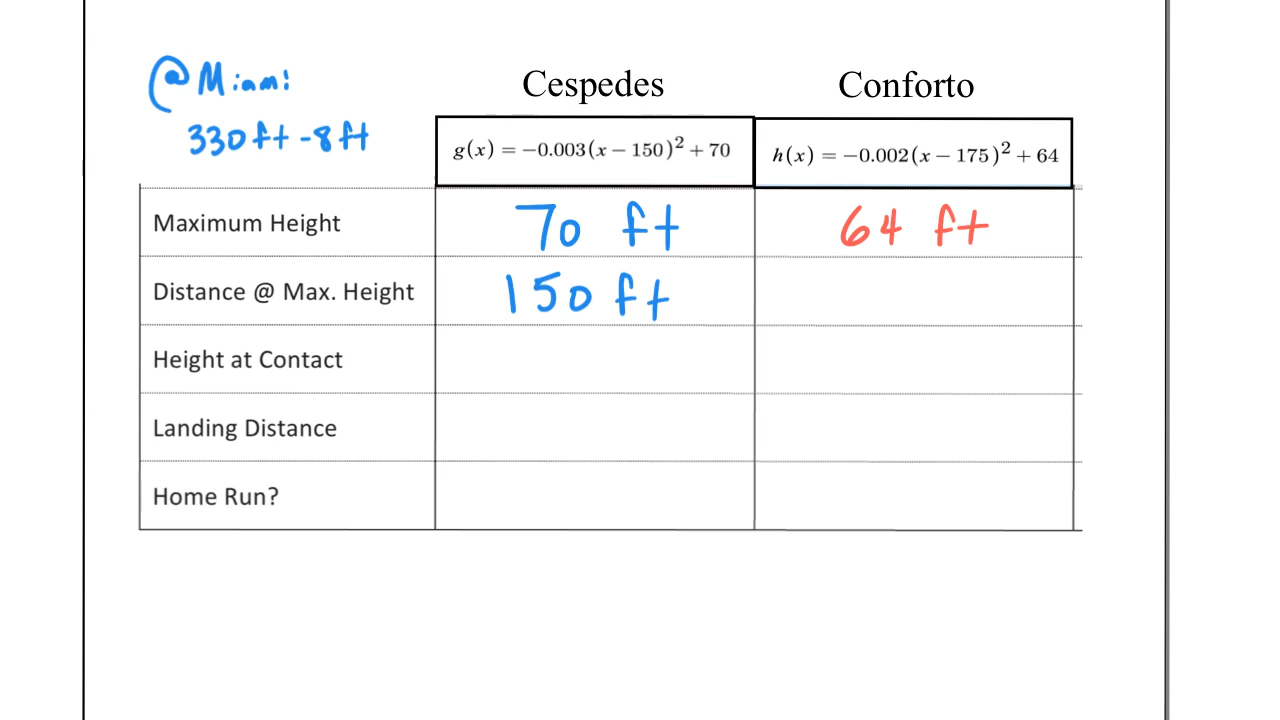 @Miami
330ft-8ft
Cespedes Conforto
g(x) = −0.003(x − 150)² + 70 h(x) = −0.002(x − 175)² + 64
Maximum Height 70 ft 64 ft
Distance @ Max. Height 150 ft
Height at Contact
Landing Distance
Home Run?